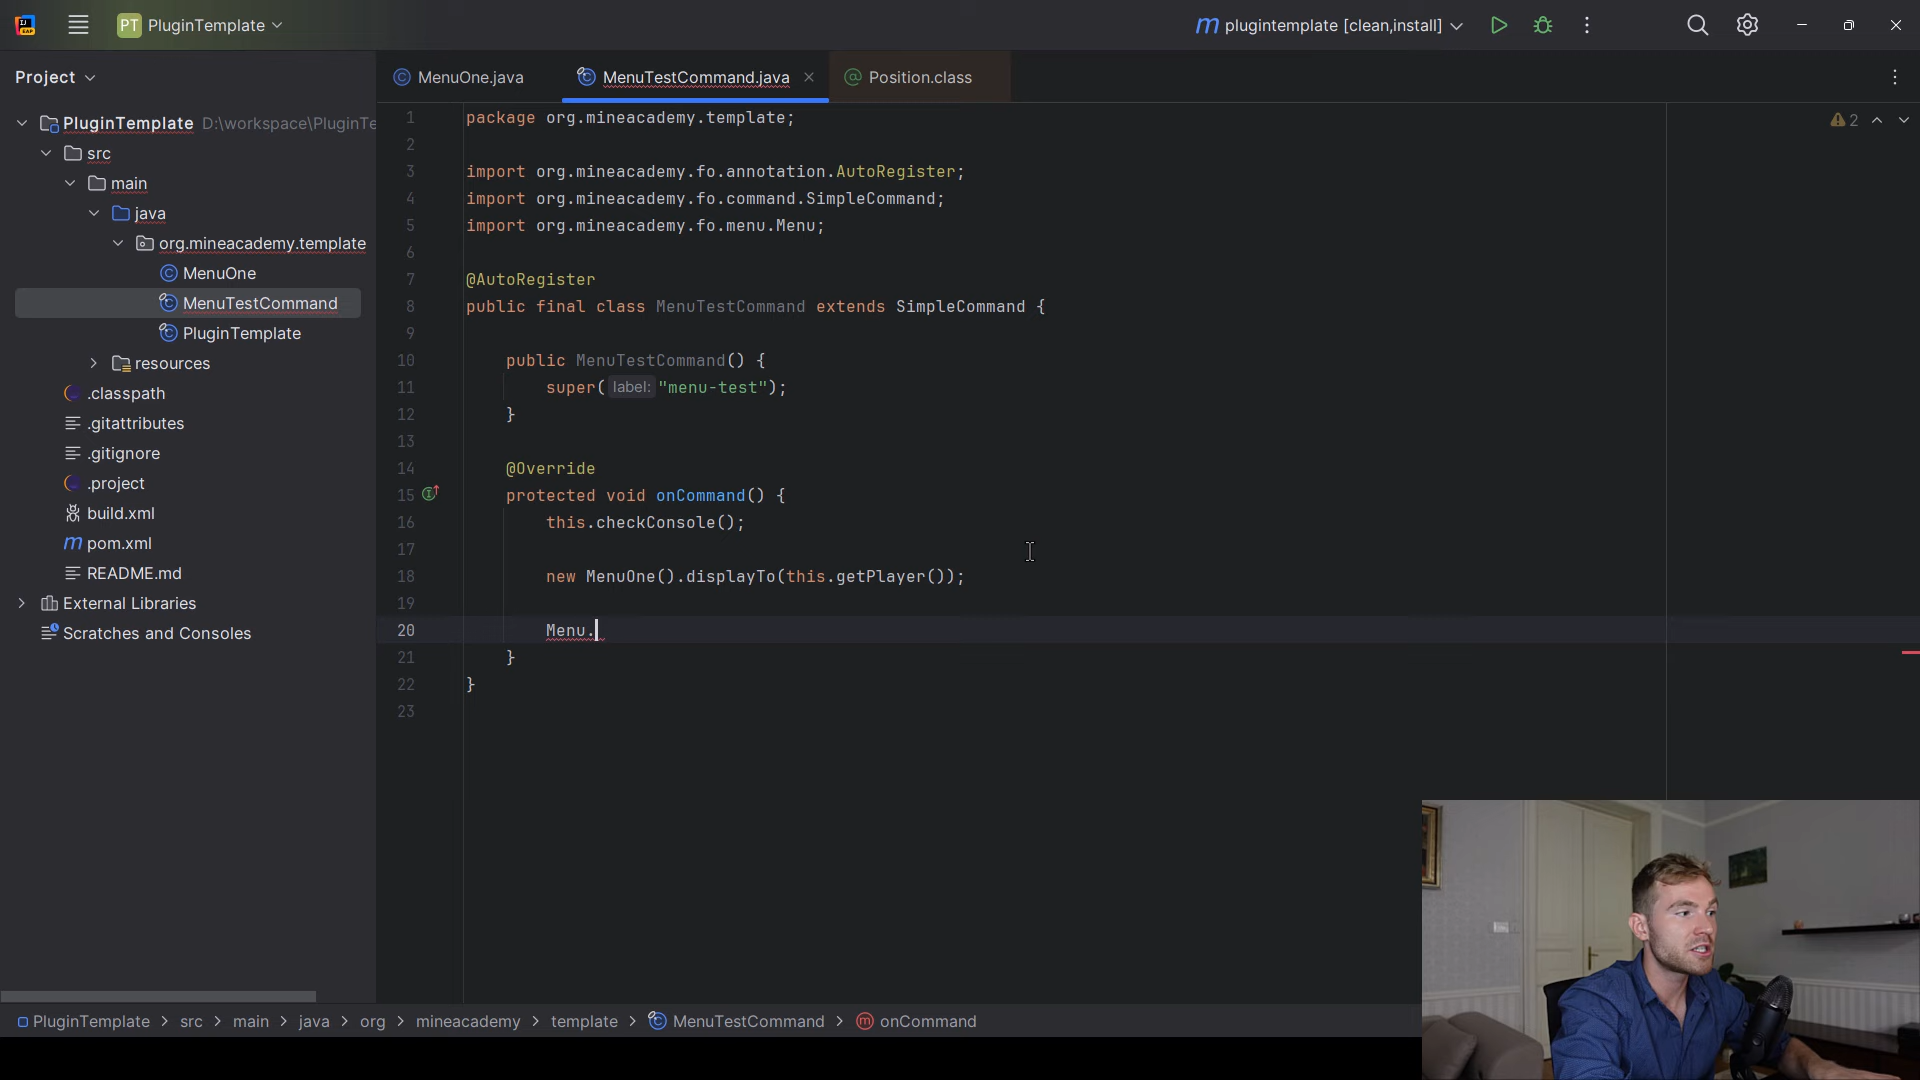 PT PluginTemplate
m plugintemplate [clean,install]
Project
MenuOne.java
MenuTestCommand.java
Position.class
PluginTemplate D:\workspace\PluginTe
src
main
java
org.mineacademy.template
MenuOne
MenuTestCommand
PluginTemplate
resources
.classpath
.gitattributes
.gitignore
.project
build.xml
m pom.xml
README.md
External Libraries
Scratches and Consoles
2
1 package org.mineacademy.template;
2
3 import org.mineacademy.fo.annotation.AutoRegister;
4 import org.mineacademy.fo.command.SimpleCommand;
5 import org.mineacademy.fo.menu.Menu;
6
7 @AutoRegister
8 public final class MenuTestCommand extends SimpleCommand {
9
10 public MenuTestCommand() {
11 super( label: "menu-test");
12 }
13
14 @Override
15 protected void onCommand() {
16 this.checkConsole();
17
18 new MenuOne().displayTo(this.getPlayer());
19
20 Menu.
21 }
22 }
23
PluginTemplate > src > main > java > org > mineacademy > template > MenuTestCommand > onCommand